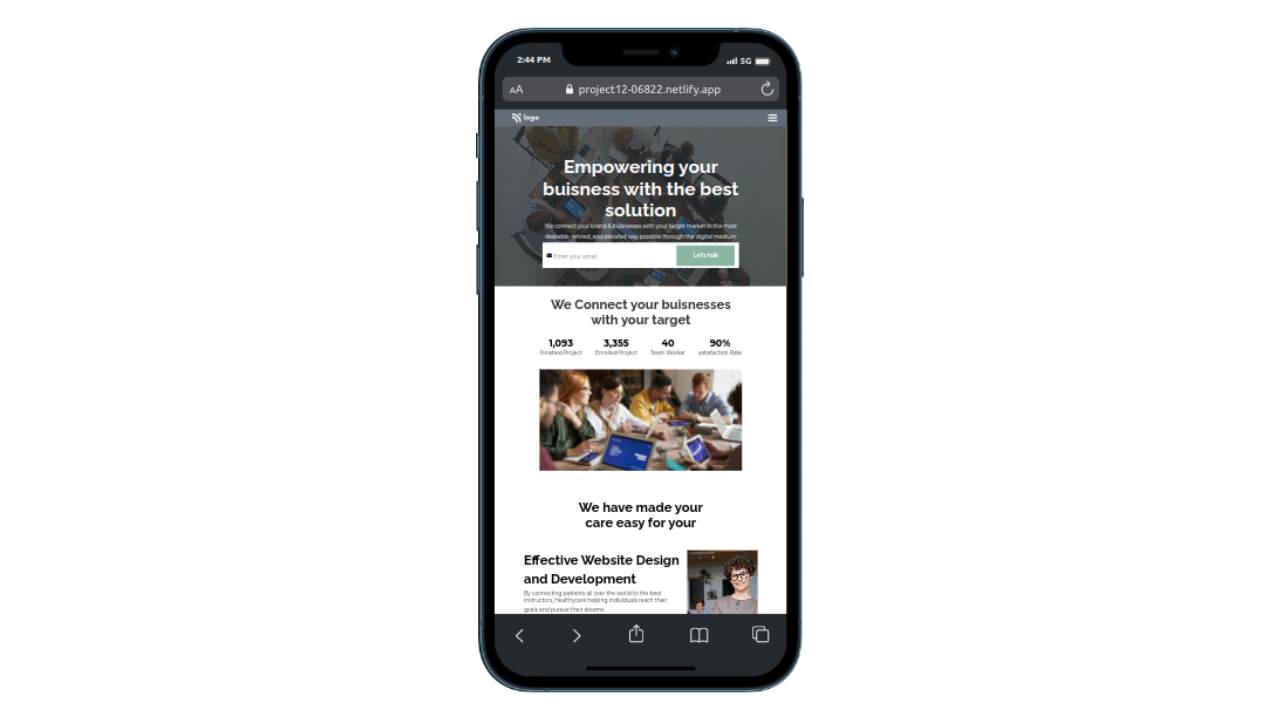 2:44 PM
5G
AA
project12-06822.netlify.app
logo
Empowering your
buisness with the best
solution
We connect your brand & buisnesses with your target market in the most
desirable, refined, and elevated way possible through the digital medium
Enter your email
Let's talk
We Connect your buisnesses
with your target
1,093 3,355 40 90%
Finished Project Enrolled Project Team Worker satisfaction Rate
We have made your
care easy for your
Effective Website Design
and Development
By connecting patients all over the world to the best
instructors, Healthycare helping individuals reach their
goals and pursue their dreams.